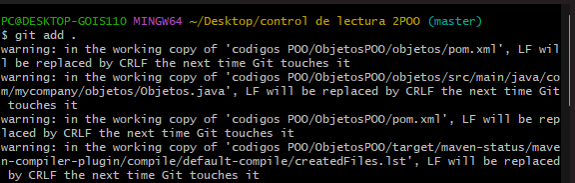 PC@DESKTOP-GOIS11O MINGW64 ~/Desktop/control de lectura 2POO (master)
$ git add .
warning: in the working copy of 'codigos POO/ObjetosPOO/objetos/pom.xml', LF wil
l be replaced by CRLF the next time Git touches it
warning: in the working copy of 'codigos POO/ObjetosPOO/objetos/src/main/java/co
m/mycompany/objetos/Objetos.java', LF will be replaced by CRLF the next time Git
 touches it
warning: in the working copy of 'codigos POO/ObjetosPOO/pom.xml', LF will be rep
laced by CRLF the next time Git touches it
warning: in the working copy of 'codigos POO/ObjetosPOO/target/maven-status/mave
n-compiler-plugin/compile/default-compile/createdFiles.lst', LF will be replaced
 by CRLF the next time Git touches it